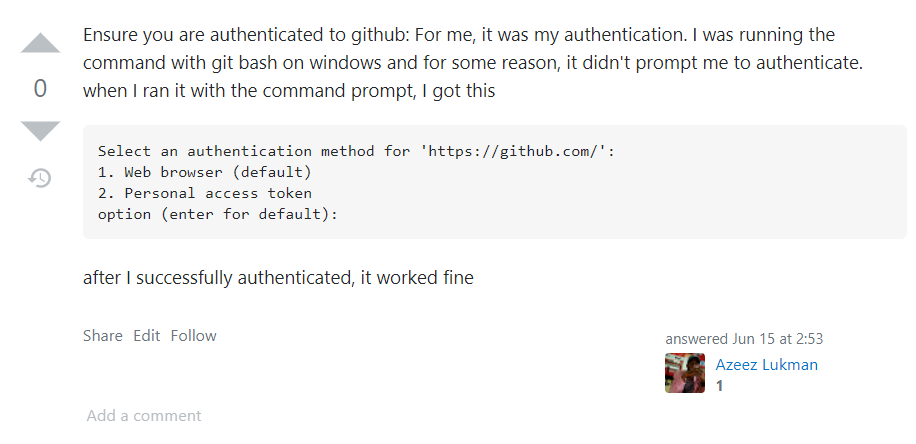 Ensure you are authenticated to github: For me, it was my authentication. I was running the
command with git bash on windows and for some reason, it didn't prompt me to authenticate.
0
when I ran it with the command prompt, I got this
Select an authentication method for 'https://github.com/':
1. Web browser (default)
2. Personal access token
option (enter for default):
after I successfully authenticated, it worked fine
Share Edit Follow
answered Jun 15 at 2:53
Azeez Lukman
1
Add a comment